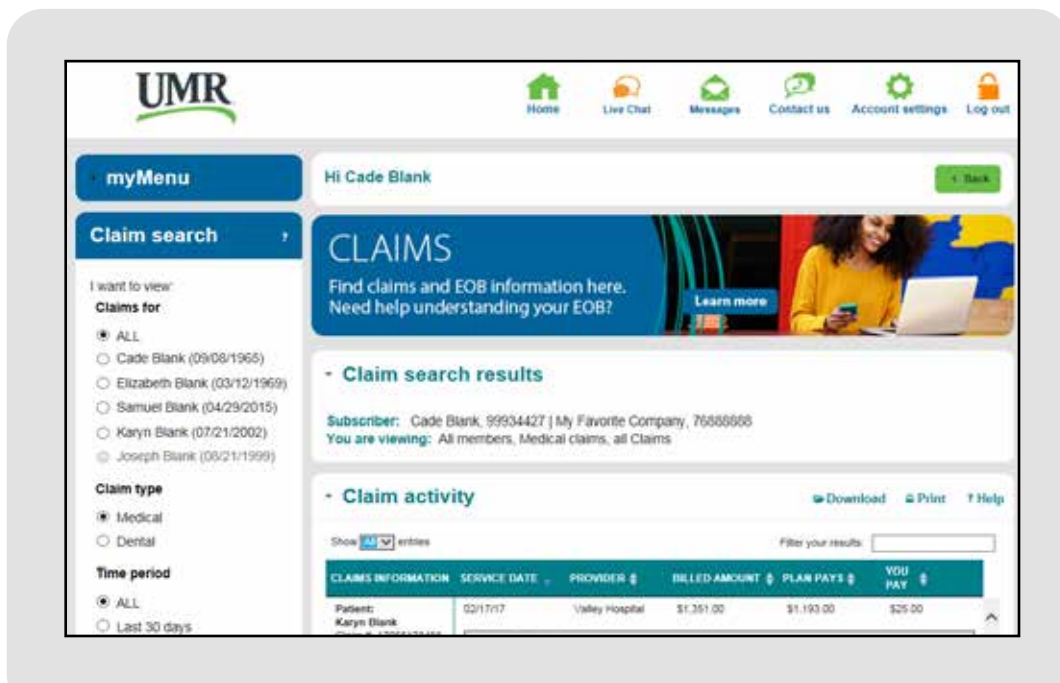 UMR
Home
Live Chat
Messages
Contact us
Account settings
Log out
myMenu
Hi Cade Blank
Back
Claim search ?
CLAIMS
Find claims and EOB information here.
Need help understanding your EOB?
Learn more
I want to view:
Claims for
ALL
Cade Blank (09/08/1965)
Elizabeth Blank (03/12/1969)
Samuel Blank (04/29/2015)
Karyn Blank (07/21/2002)
Joseph Blank (08/21/1999)
Claim type
Medical
Dental
Time period
ALL
Last 30 days
Claim search results
Subscriber: Cade Blank, 99934427 | My Favorite Company, 76888888
You are viewing: All members, Medical claims, all Claims
Claim activity
Download
Print
? Help
Show All entries
Filter your results:
CLAIMS INFORMATION SERVICE DATE PROVIDER BILLED AMOUNT PLAN PAYS YOU PAY
Patient: 02/17/17 Valley Hospital $1,351.00 $1,193.00 $25.00
Karyn Blank